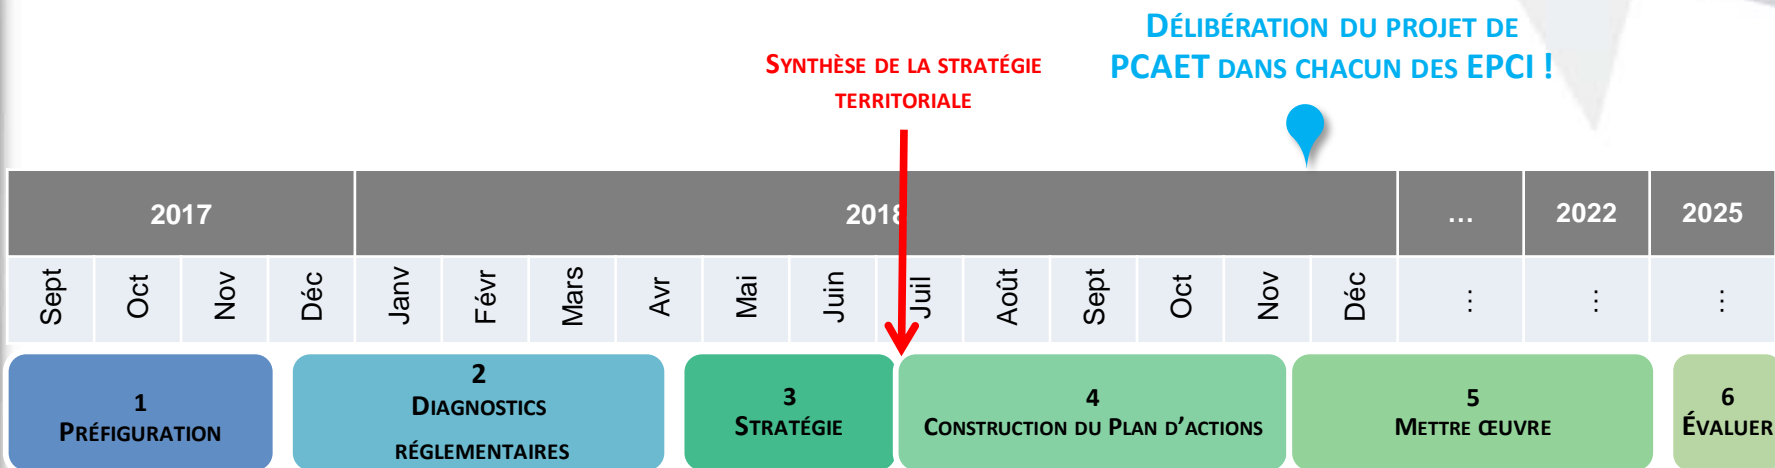 DÉLIBÉRATION DU PROJET DE
PCAET DANS CHACUN DES EPCI !
SYNTHÈSE DE LA STRATÉGIE
TERRITORIALE
2017 2018 … 2022 2025
Sept Oct Nov Déc Janv Févr Mars Avr Mai Juin Juil Août Sept Oct Nov Déc … … …
1
PRÉFIGURATION
2
DIAGNOSTICS
RÉGLEMENTAIRES
3
STRATÉGIE
4
CONSTRUCTION DU PLAN D'ACTIONS
5
METTRE ŒUVRE
6
ÉVALUER